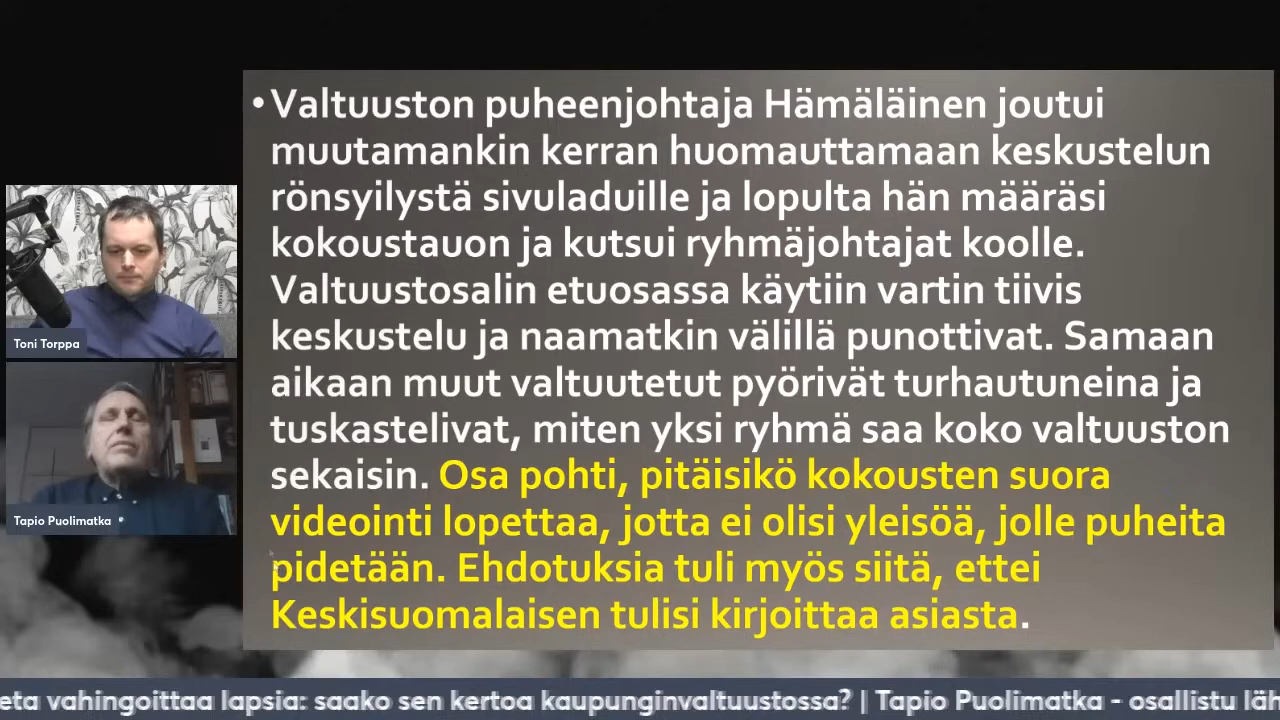 • Valtuuston puheenjohtaja Hämäläinen joutui
muutamankin kerran huomauttamaan keskustelun
rönsyilystä sivuladuille ja lopulta hän määräsi
kokoustauon ja kutsui ryhmäjohtajat koolle.
Valtuustosalin etuosassa käytiin vartin tiivis
keskustelu ja naamatkin välillä punottivat. Samaan
aikaan muut valtuutetut pyörivät turhautuneina ja
tuskastelivat, miten yksi ryhmä saa koko valtuuston
sekaisin. Osa pohti, pitäisikö kokousten suora
videointi lopettaa, jotta ei olisi yleisöä, jolle puheita
pidetään. Ehdotuksia tuli myös siitä, ettei
Keskisuomalaisen tulisi kirjoittaa asiasta.
Toni Torppa
Tapio Puolimatka
eta vahingoittaa lapsia: saako sen kertoa kaupunginvaltuustossa? | Tapio Puolimatka - osallistu läh